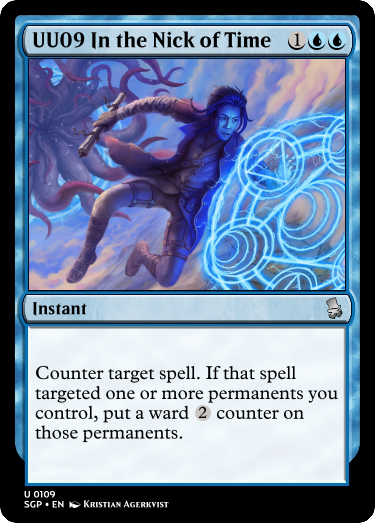 UU09 In the Nick of Time 1
Instant
Counter target spell. If that spell
targeted one or more permanents you
control, put a ward 2 counter on
those permanents.
U 0109
SGP • EN Kristian Agerkvist